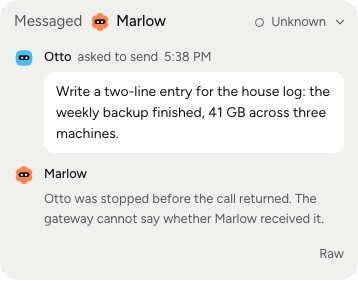 Messaged Marlow Unknown
Otto asked to send 5:38 PM
Write a two-line entry for the house log: the
weekly backup finished, 41 GB across three
machines.
Marlow
Otto was stopped before the call returned. The
gateway cannot say whether Marlow received it.
Raw